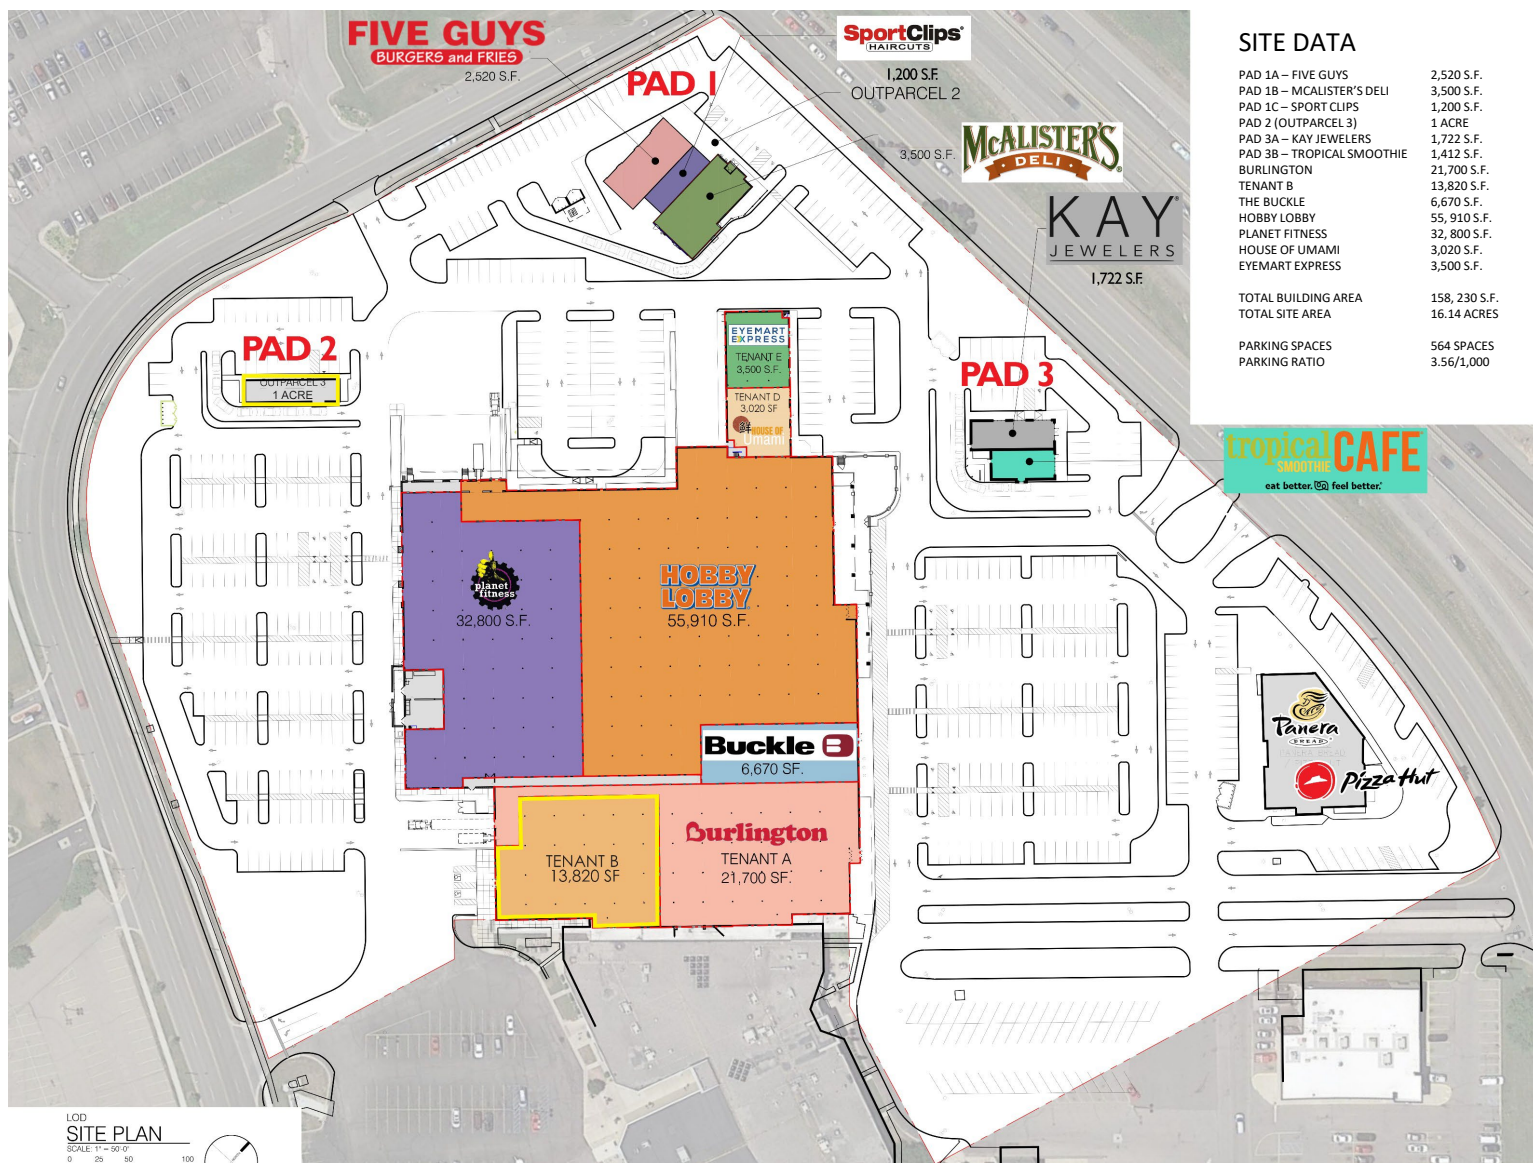 FIVE GUYS
BURGERS and FRIES
2,520 S.F.
PAD 1
SportClips
HAIRCUTS
1,200 S.F.
OUTPARCEL 2
McALISTER'S
DELI
3,500 S.F.
KAY
JEWELERS
1,722 S.F.
SITE DATA
PAD 1A – FIVE GUYS 2,520 S.F.
PAD 1B – MCALISTER'S DELI 3,500 S.F.
PAD 1C – SPORT CLIPS 1,200 S.F.
PAD 2 (OUTPARCEL 3) 1 ACRE
PAD 3A – KAY JEWELERS 1,722 S.F.
PAD 3B – TROPICAL SMOOTHIE 1,412 S.F.
BURLINGTON 21,700 S.F.
TENANT B 13,820 S.F.
THE BUCKLE 6,670 S.F.
HOBBY LOBBY 55, 910 S.F.
PLANET FITNESS 32, 800 S.F.
HOUSE OF UMAMI 3,020 S.F.
EYEMART EXPRESS 3,500 S.F.
TOTAL BUILDING AREA 158, 230 S.F.
TOTAL SITE AREA 16.14 ACRES
PARKING SPACES 564 SPACES
PARKING RATIO 3.56/1,000
PAD 2
OUTPARCEL 3
1 ACRE
EYEMART
EXPRESS
TENANT E
3,500 S.F.
TENANT D
3,020 SF
鮮 HOUSE OF
Umami
PAD 3
tropical
SMOOTHIE CAFE
eat better. feel better.
planet
fitness
32,800 S.F.
HOBBY
LOBBY
55,910 S.F.
Buckle B
6,670 SF.
Panera
BREAD
PANERA BREAD
Pizza Hut
Burlington
TENANT A
21,700 SF.
TENANT B
13,820 SF
LOD
SITE PLAN
SCALE: 1" = 50'-0"
0 25 50 100